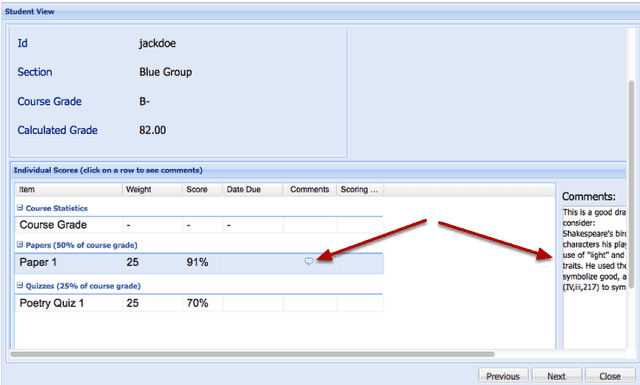 Student View
Id jackdoe
Section Blue Group
Course Grade B-
Calculated Grade 82.00
Individual Scores (click on a row to see comments)
Item Weight Score Date Due Comments Scoring ...
Course Statistics
Course Grade - - -
Papers (50% of course grade)
Paper 1 25 91%
Quizzes (25% of course grade)
Poetry Quiz 1 25 70%
Comments:
This is a good dra
consider:
Shakespeare's bird
characters his play
use of "light" and
traits. He used the
symbolize good, a
(IV,iii,217) to sym
Previous Next Close